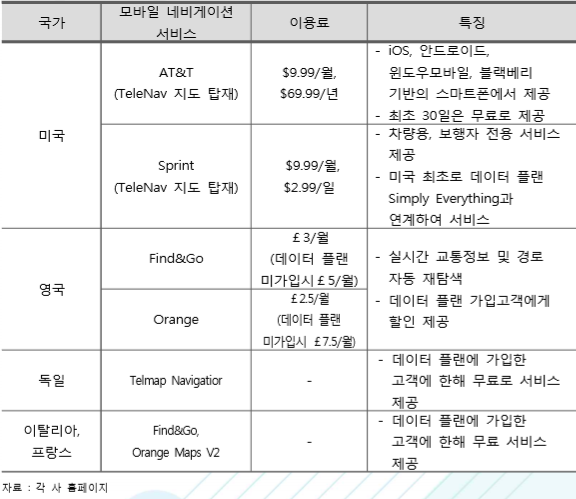 국가
모바일 네비게이션
서비스
이용료
특징
미국
AT&T
(TeleNav 지도 탑재)
$9.99/월,
$69.99/년
- iOS, 안드로이드,
윈도우모바일, 블랙베리
기반의 스마트폰에서 제공
- 최초 30일은 무료로 제공
Sprint
(TeleNav 지도 탑재)
$9.99/월,
$2.99/일
- 차량용, 보행자 전용 서비스
제공
- 미국 최초로 데이터 플랜
Simply Everything과
연계하여 서비스
영국
Find&Go
£3/월
(데이터 플랜
미가입시£5/월)
- 실시간 교통정보 및 경로
자동 재탐색
- 데이터 플랜 가입고객에게
할인 제공
Orange
£2.5/월
(데이터 플랜
미가입시 £7.5/월)
독일
Telmap Navigatior
-
- 데이터 플랜에 가입한
고객에 한해 무료로 서비스
제공
이탈리아,
프랑스
Find&Go,
Orange Maps V2
-
- 데이터 플랜에 가입한
고객에 한해 무료 서비스
제공
자료 : 각 사 홈페이지